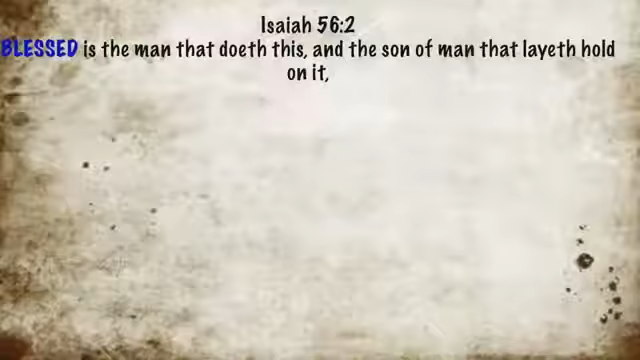 Isaiah 56:2
BLESSED is the man that doeth this, and the son of man that layeth hold
on it,